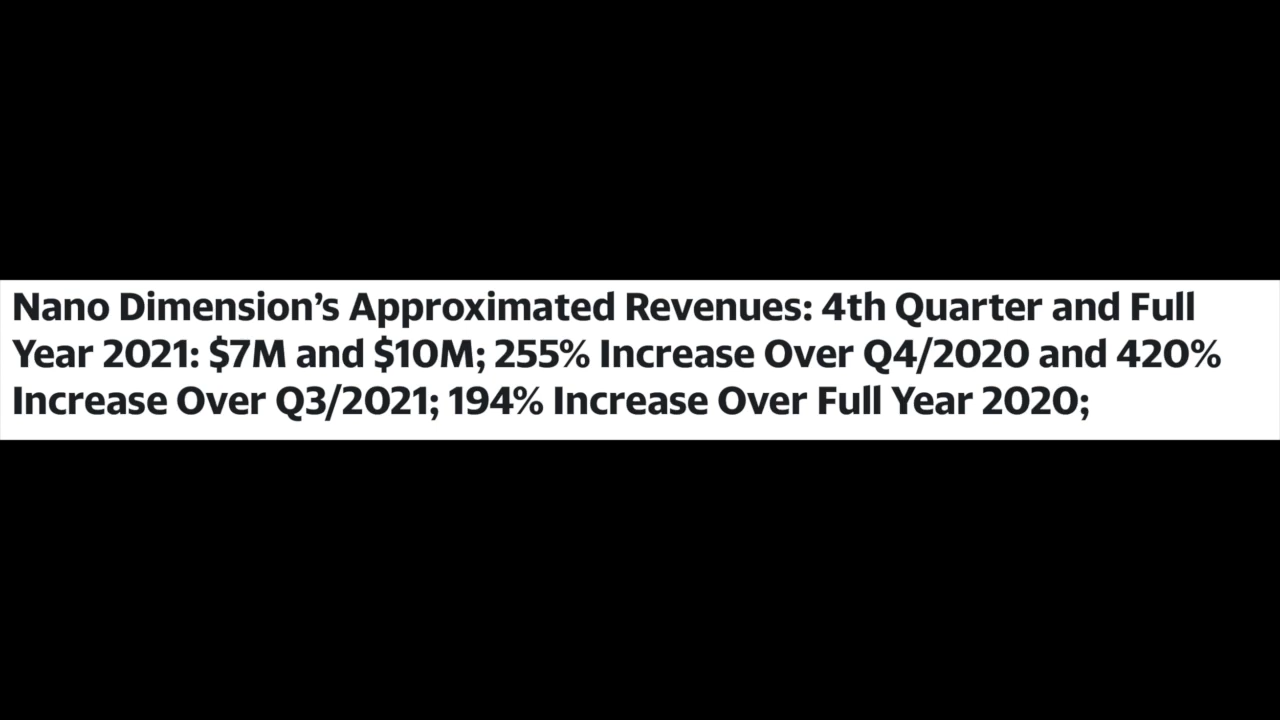 Nano Dimension’s Approximated Revenues: 4th Quarter and Full
Year 2021: $7M and $10M; 255% Increase Over Q4/2020 and 420%
Increase Over Q3/2021; 194% Increase Over Full Year 2020;